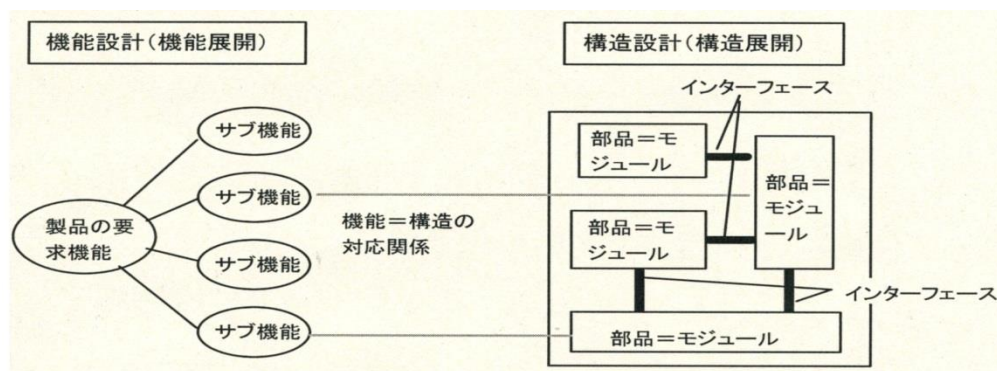 機能設計(機能展開)
構造設計(構造展開)
インターフェース
サブ機能
サブ機能
サブ機能
サブ機能
製品の要
求機能
機能=構造の
対応関係
部品=モ
ジュール
部品=モ
ジュール
部品=
モジュ
ール
インターフェース
部品=モジュール